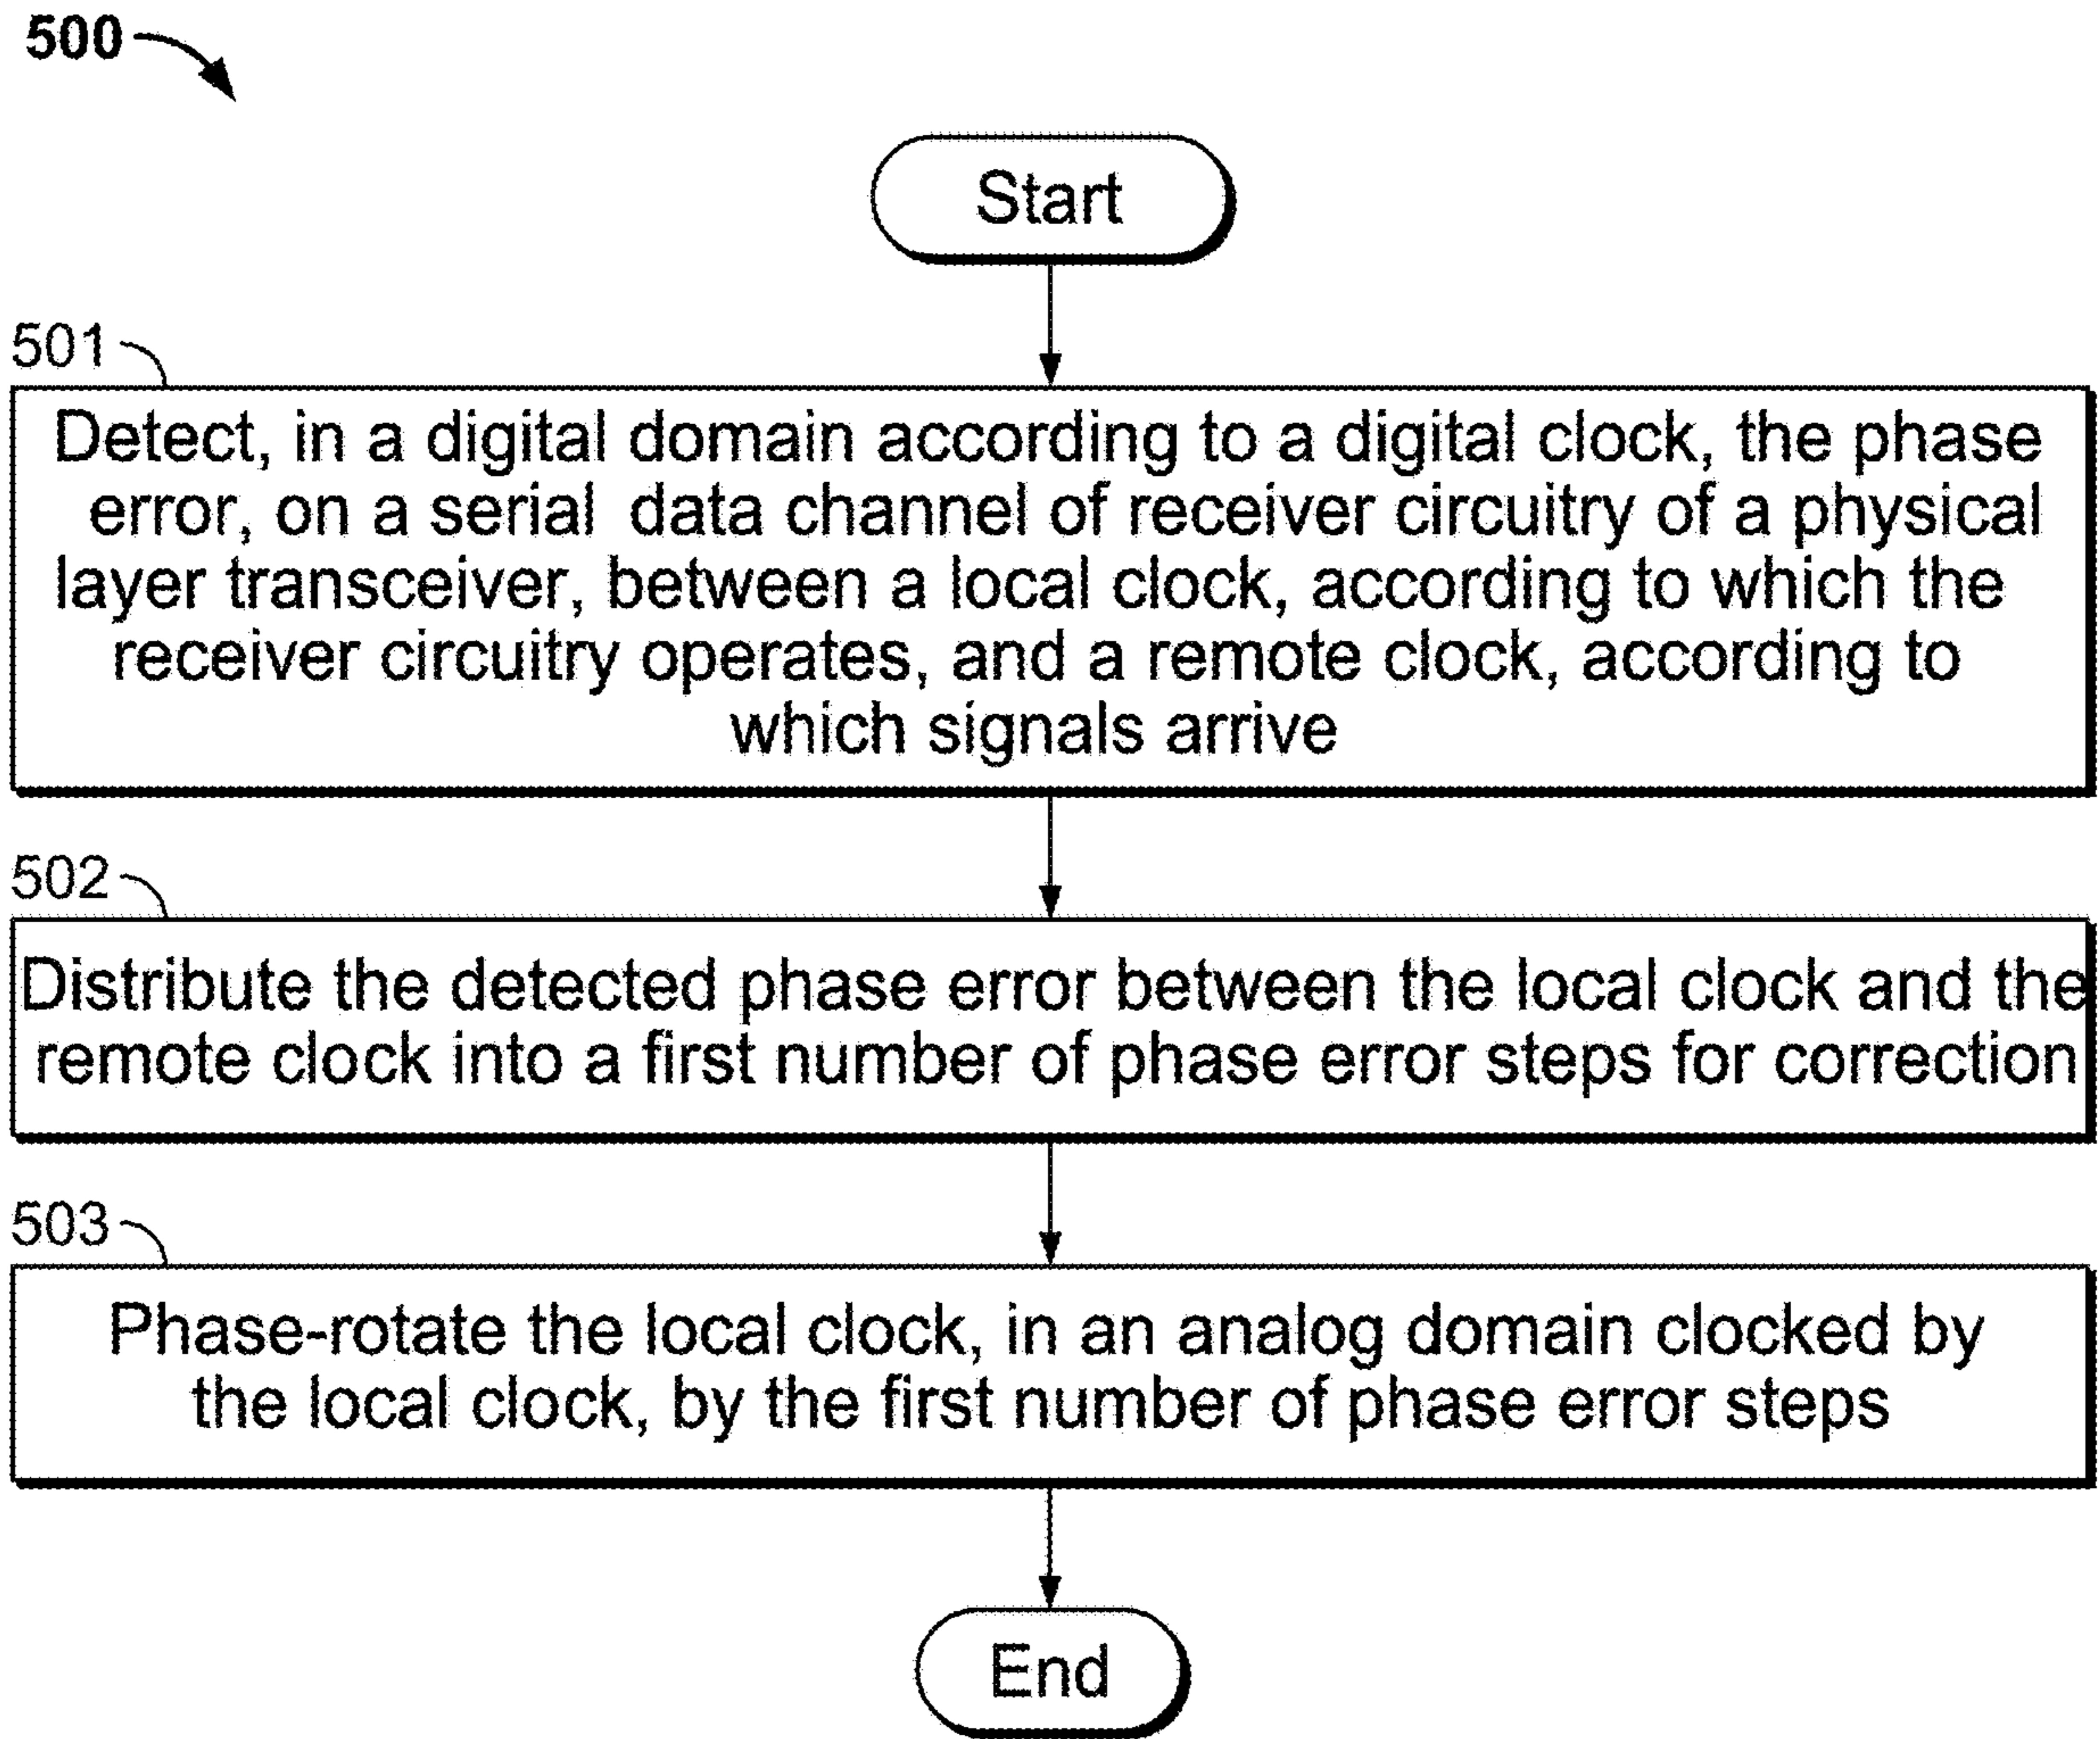 500
Start
501
Detect, in a digital domain according to a digital clock, the phase
error, on a serial data channel of receiver circuitry of a physical
layer transceiver, between a local clock, according to which the
receiver circuitry operates, and a remote clock, according to
which signals arrive
502
Distribute the detected phase error between the local clock and the
remote clock into a first number of phase error steps for correction
503
Phase-rotate the local clock, in an analog domain clocked by
the local clock, by the first number of phase error steps
End